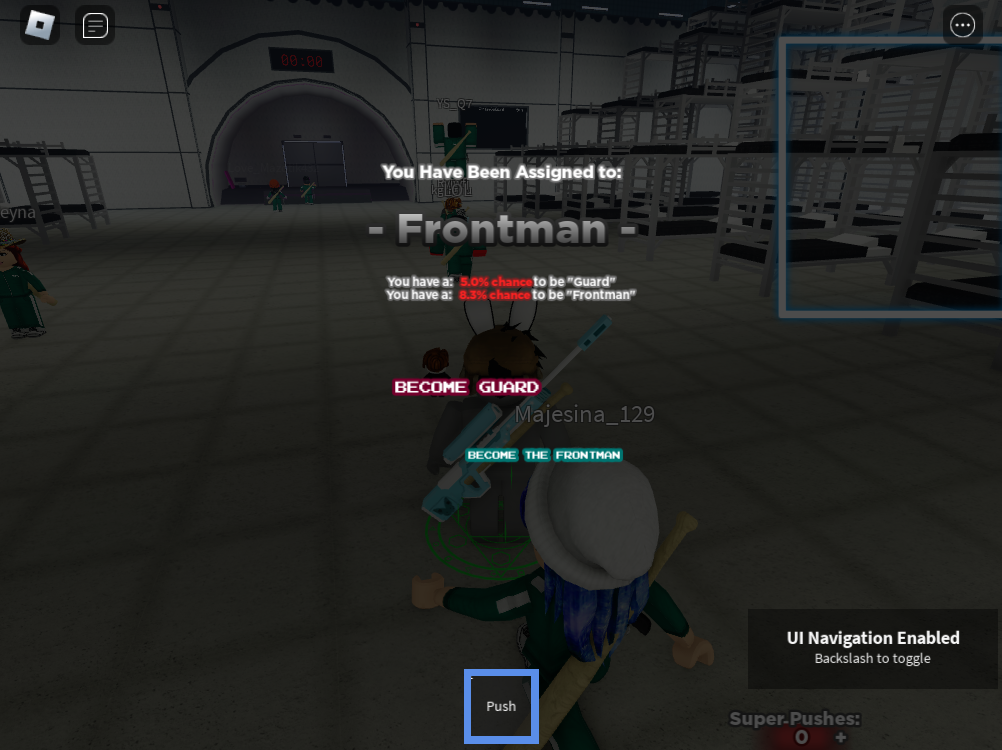 00:00
YS_Q7
eyna
You Have Been Assigned to:
- Frontman -
You have a: 5.0% chance to be "Guard"
You have a: 8.3% chance to be "Frontman"
BECOME GUARD
Majesina_129
BECOME THE FRONTMAN
UI Navigation Enabled
Backslash to toggle
Push
Super Pushes:
0 +